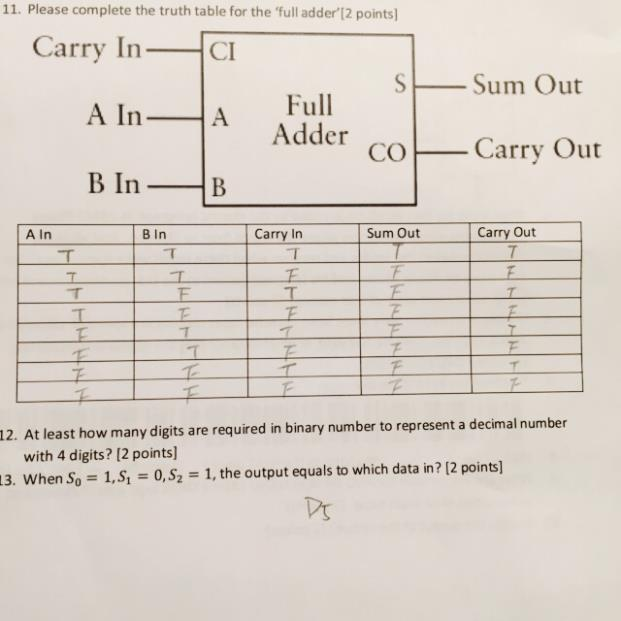 11. Please complete the truth table for the 'full adder'[2 points]
Carry In CI
S Sum Out
A In A Full
Adder
CO Carry Out
B In B
A In B In Carry In Sum Out Carry Out
T T T T T
T T F F F
T F T F T
T F F F F
F T T F T
F T F F F
F F T F T
F F F F F
12. At least how many digits are required in binary number to represent a decimal number
with 4 digits? [2 points]
13. When S₀ = 1, S₁ = 0, S₂ = 1, the output equals to which data in? [2 points]
D5